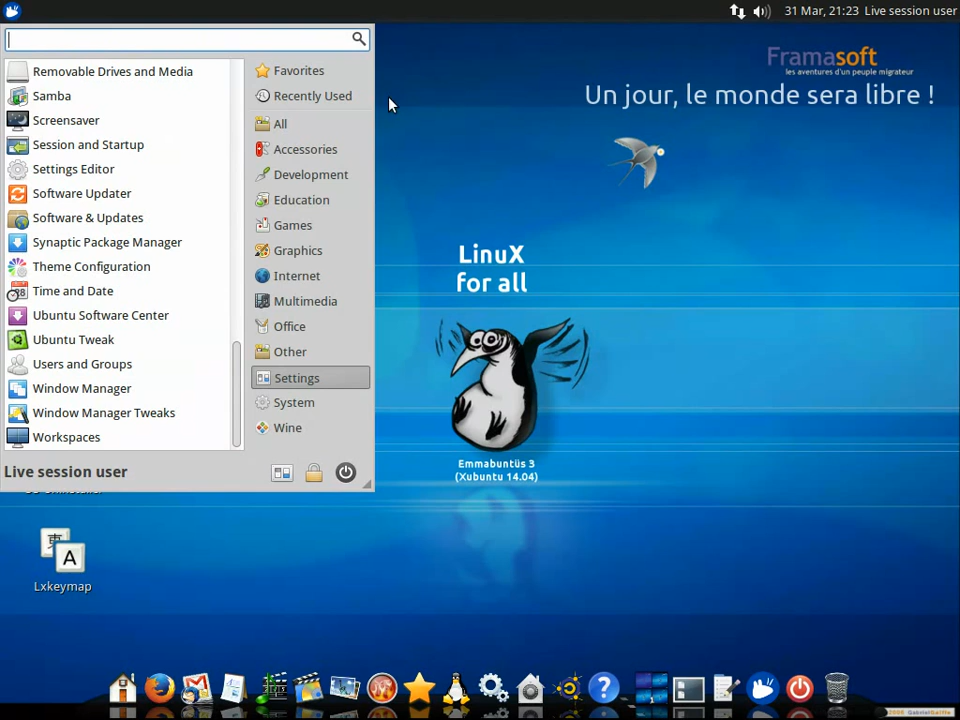 31 Mar, 21:23 Live session user
Removable Drives and Media
Samba
Screensaver
Session and Startup
Settings Editor
Software Updater
Software & Updates
Synaptic Package Manager
Theme Configuration
Time and Date
Ubuntu Software Center
Ubuntu Tweak
Users and Groups
Window Manager
Window Manager Tweaks
Workspaces
Favorites
Recently Used
All
Accessories
Development
Education
Games
Graphics
Internet
Multimedia
Office
Other
Settings
System
Wine
Live session user
Framasoft
les aventures d'un peuple migrateur
Un jour, le monde sera libre !
LinuX
for all
Emmabuntüs 3
(Xubuntu 14.04)
東
A
Lxkeymap